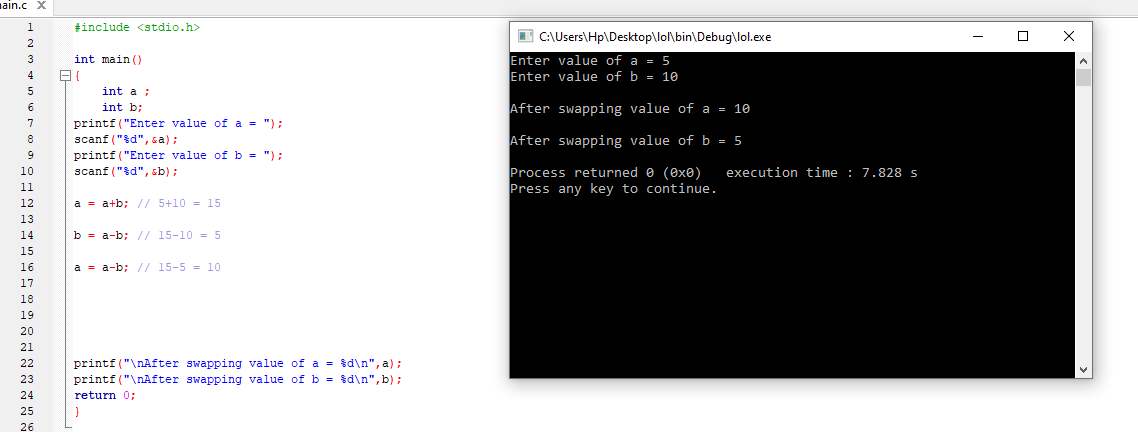 main.c X
1 #include <stdio.h>
2
3 int main()
4 {
5 int a ;
6 int b;
7 printf("Enter value of a = ");
8 scanf("%d",&a);
9 printf("Enter value of b = ");
10 scanf("%d",&b);
11
12 a = a+b; // 5+10 = 15
13
14 b = a-b; // 15-10 = 5
15
16 a = a-b; // 15-5 = 10
17
18
19
20
21
22 printf("\nAfter swapping value of a = %d\n",a);
23 printf("\nAfter swapping value of b = %d\n",b);
24 return 0;
25 }
26
C:\Users\Hp\Desktop\lol\bin\Debug\lol.exe
Enter value of a = 5
Enter value of b = 10
After swapping value of a = 10
After swapping value of b = 5
Process returned 0 (0x0) execution time : 7.828 s
Press any key to continue.